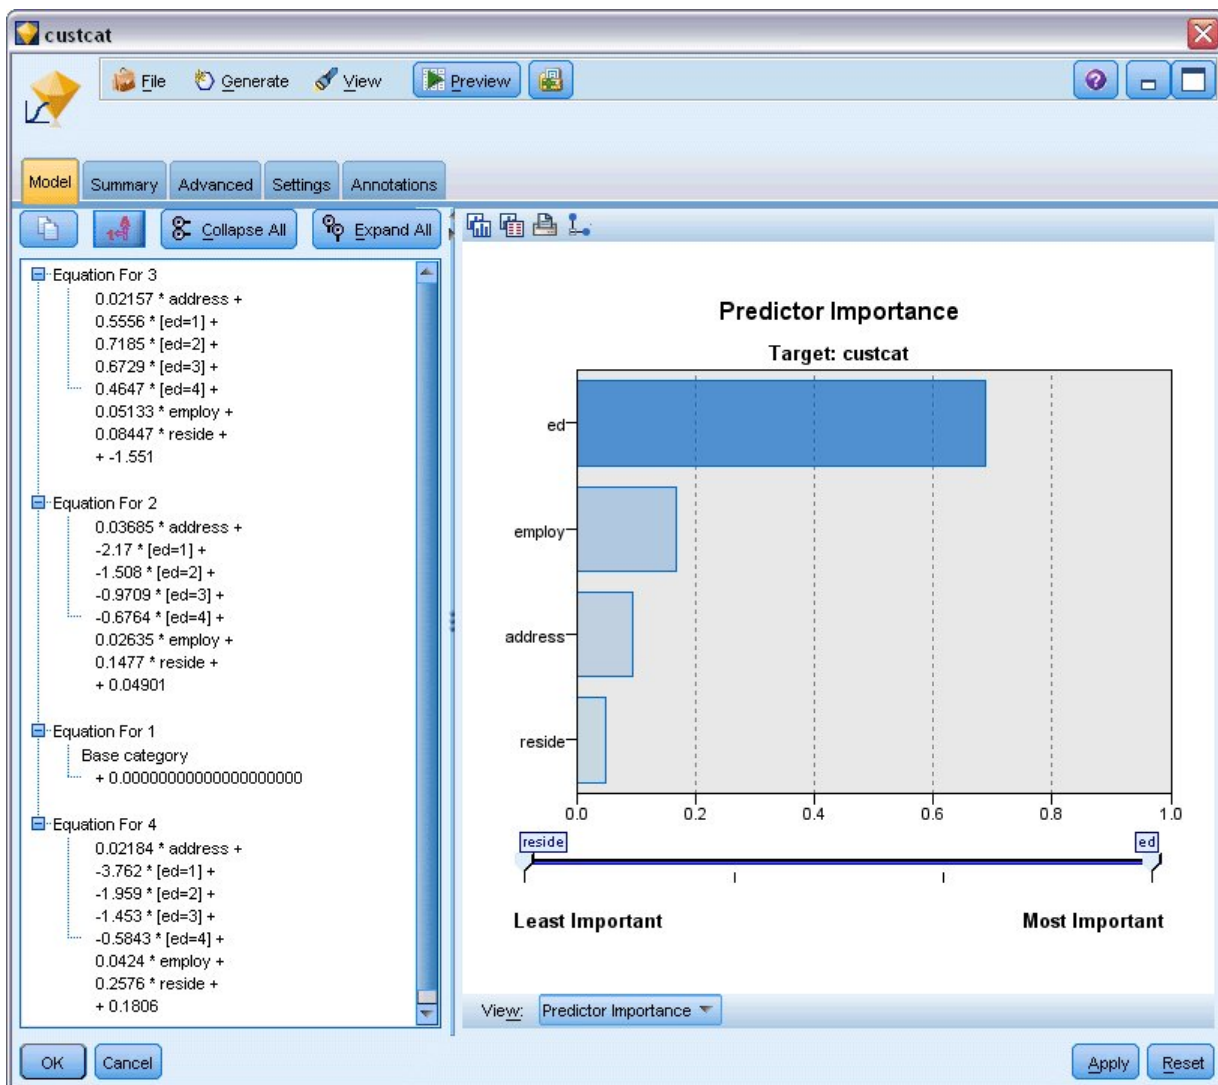 custcat
File Generate View Preview
Model Summary Advanced Settings Annotations
Collapse All Expand All
Equation For 3
0.02157 * address +
0.5556 * [ed=1] +
0.7185 * [ed=2] +
0.6729 * [ed=3] +
0.4647 * [ed=4] +
0.05133 * employ +
0.08447 * reside +
+ -1.551
Equation For 2
0.03685 * address +
-2.17 * [ed=1] +
-1.508 * [ed=2] +
-0.9709 * [ed=3] +
-0.6764 * [ed=4] +
0.02635 * employ +
0.1477 * reside +
+ 0.04901
Equation For 1
Base category
+ 0.00000000000000000000
Equation For 4
0.02184 * address +
-3.762 * [ed=1] +
-1.959 * [ed=2] +
-1.453 * [ed=3] +
-0.5843 * [ed=4] +
0.0424 * employ +
0.2576 * reside +
+ 0.1806
Predictor Importance
Target: custcat
ed
employ
address
reside
0.0 0.2 0.4 0.6 0.8 1.0
reside ed
Least Important Most Important
View: Predictor Importance
OK Cancel Apply Reset